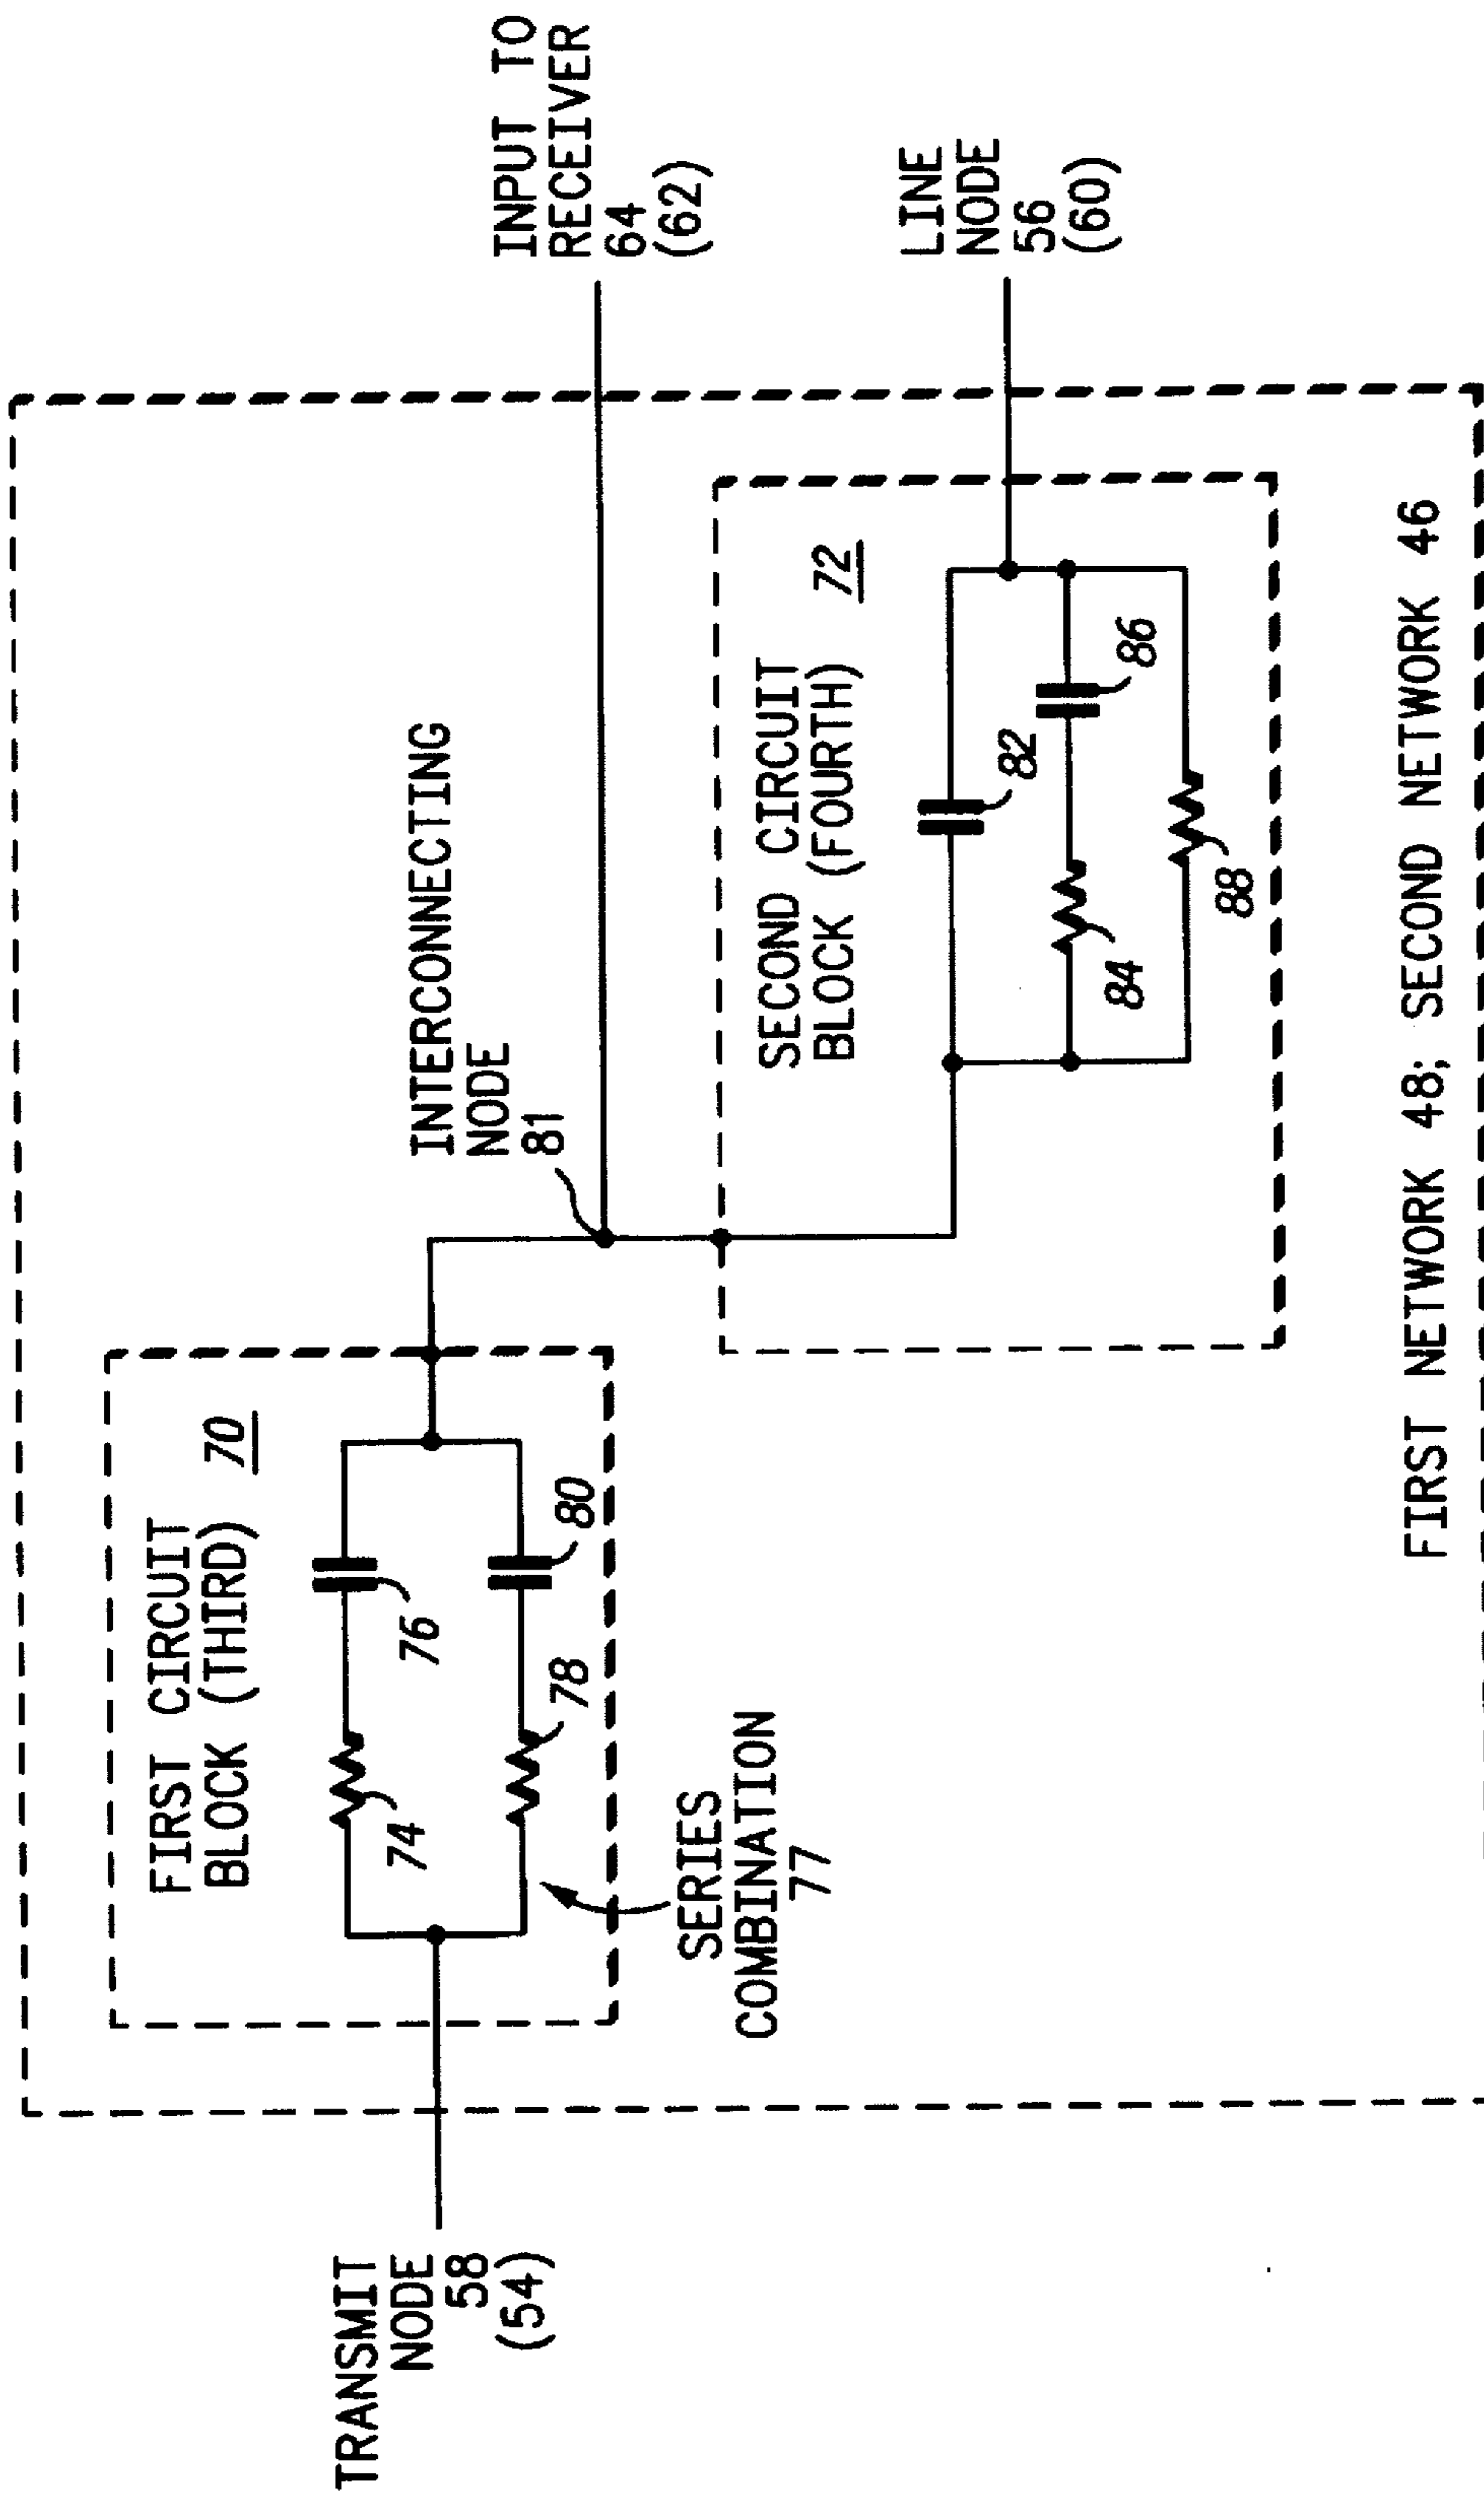 TRANSMIT
NODE
58
(54)
FIRST CIRCUIT
BLOCK (THIRD) 70
74
76
78
80
SERIES
COMBINATION
77
INTERCONNECTING
NODE
81
SECOND CIRCUIT
BLOCK (FOURTH) 72
82
84
86
88
INPUT TO
RECEIVER
64
(62)
LINE
NODE
56
(60)
FIRST NETWORK 48; SECOND NETWORK 46